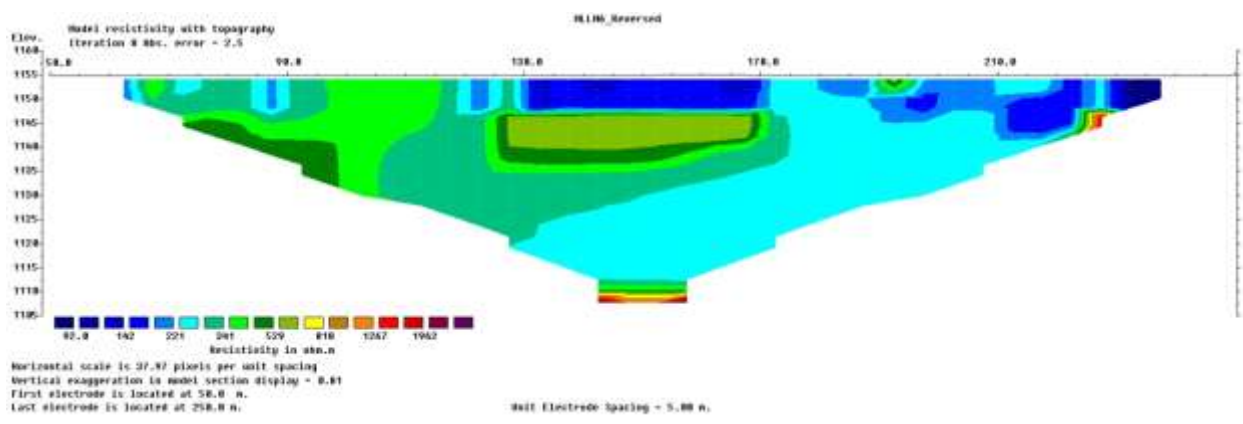 NLLN6_Reversed
Model resistivity with topography
Elev. Iteration 8 Abs. error = 2.5
1160
50.0 90.0 130.0 170.0 210.0
1155
1150
1145
1140
1135
1130
1125
1120
1115
1110
1105
92.0 142 221 341 529 818 1267 1962
Resistivity in ohm.m
Horizontal scale is 37.97 pixels per unit spacing
Vertical exaggeration in model section display = 0.81
First electrode is located at 50.0 m.
Last electrode is located at 250.0 m.
Unit Electrode Spacing = 5.00 m.